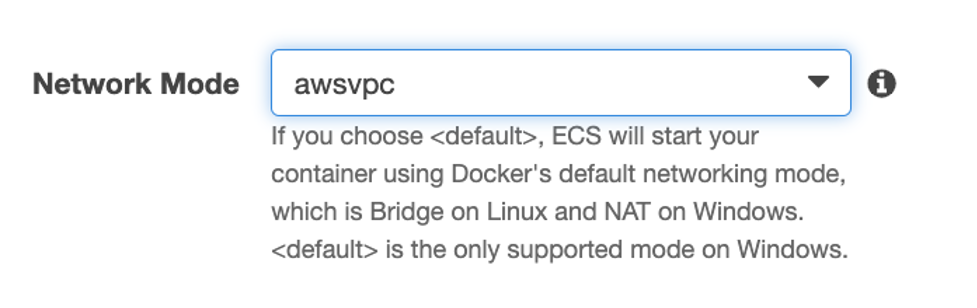 Network Mode awsvpc
If you choose <default>, ECS will start your
container using Docker's default networking mode,
which is Bridge on Linux and NAT on Windows.
<default> is the only supported mode on Windows.